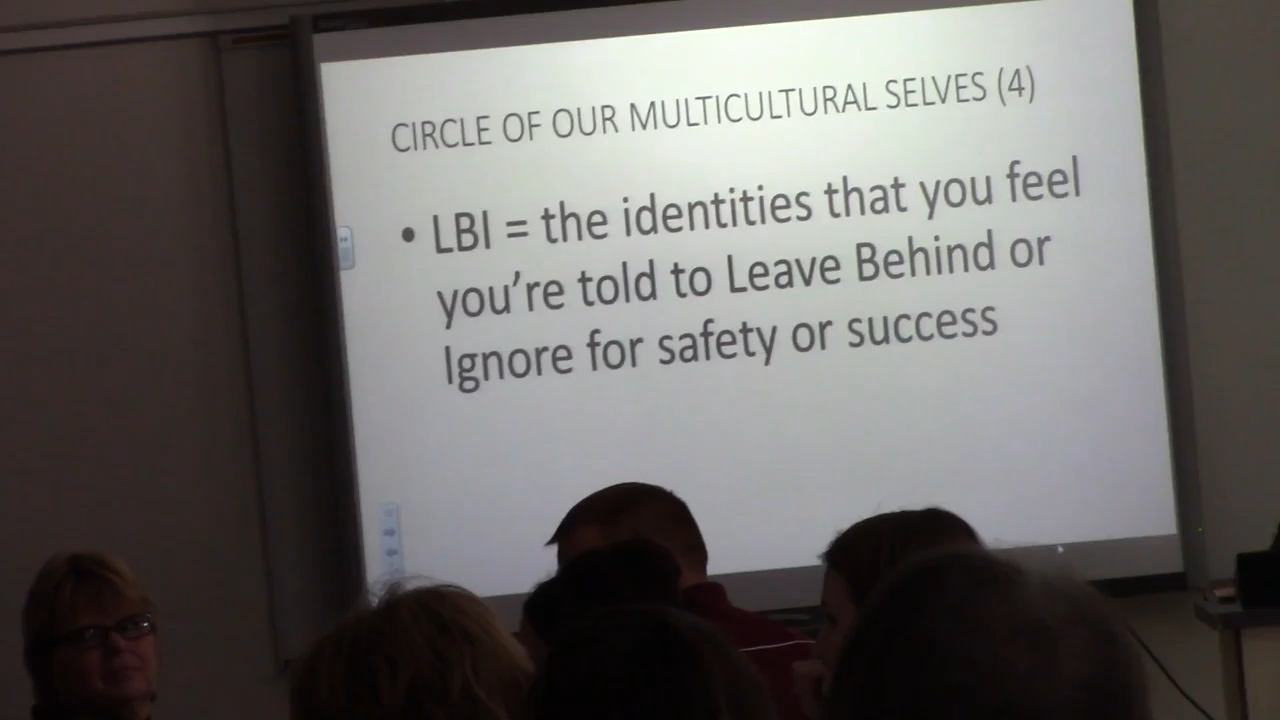 CIRCLE OF OUR MULTICULTURAL SELVES (4)
• LBI = the identities that you feel
you're told to Leave Behind or
Ignore for safety or success